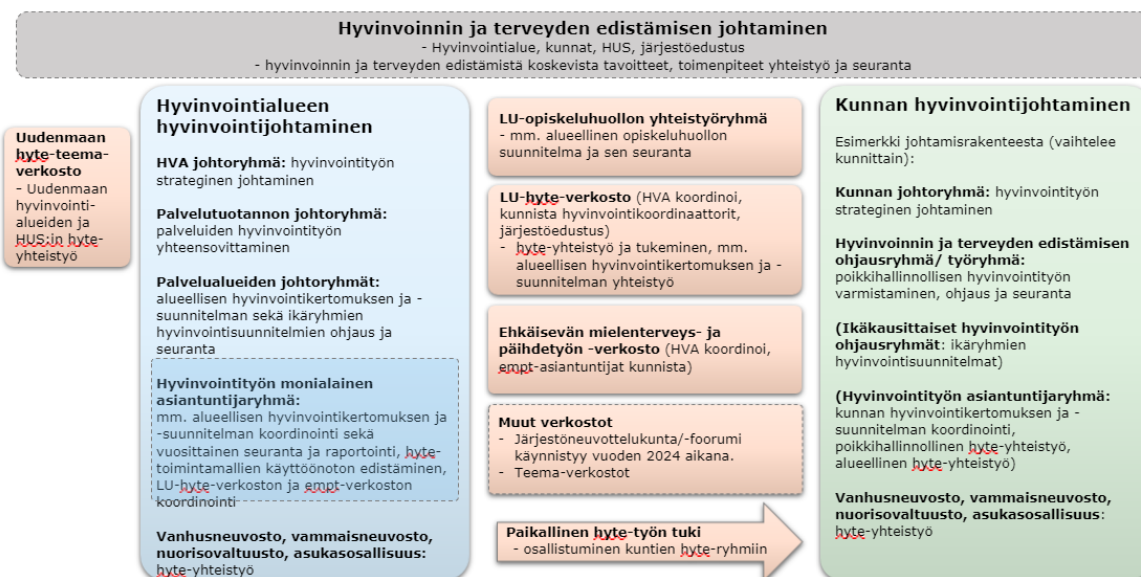 Hyvinvoinnin ja terveyden edistämisen johtaminen
- Hyvinvointialue, kunnat, HUS, järjestöedustus
- hyvinvoinnin ja terveyden edistämistä koskevista tavoitteet, toimenpiteet yhteistyö ja seuranta
Uudenmaan
hyte-teema-
verkosto
- Uudenmaan
hyvinvointi-
alueiden ja
HUS:in hyte-
yhteistyö
Hyvinvointialueen
hyvinvointijohtaminen
HVA johtoryhmä: hyvinvointityön
strateginen johtaminen
Palvelutuotannon johtoryhmä:
palveluiden hyvinvointityön
yhteensovittaminen
Palvelualueiden johtoryhmät:
alueellisen hyvinvointikertomuksen ja -
suunnitelman sekä ikäryhmien
hyvinvointisuunnitelmien ohjaus ja
seuranta
Hyvinvointityön monialainen
asiantuntijaryhmä:
mm. alueellisen hyvinvointikertomuksen ja
-suunnitelman koordinointi sekä
vuosittainen seuranta ja raportointi, hyte-
toimintamallien käyttöönoton edistäminen,
LU-hyte-verkoston ja empt-verkoston
koordinointi
Vanhusneuvosto, vammaisneuvosto,
nuorisovaltuusto, asukasosallisuus:
hyte-yhteistyö
LU-opiskeluhuollon yhteistyöryhmä
- mm. alueellinen opiskeluhuollon
suunnitelma ja sen seuranta
LU-hyte-verkosto (HVA koordinoi,
kunnista hyvinvointikoordinaattorit,
järjestöedustus)
- hyte-yhteistyö ja tukeminen, mm.
alueellisen hyvinvointikertomuksen ja -
suunnitelman yhteistyö
Ehkäisevän mielenterveys- ja
päihdetyön -verkosto (HVA koordinoi,
empt-asiantuntijat kunnista)
Muut verkostot
- Järjestöneuvottelukunta/-foorumi
käynnistyy vuoden 2024 aikana.
- Teema-verkostot
Paikallinen hyte-työn tuki
- osallistuminen kuntien hyte-ryhmiin
Kunnan hyvinvointijohtaminen
Esimerkki johtamisrakenteesta (vaihtelee
kunnittain):
Kunnan johtoryhmä: hyvinvointityön
strateginen johtaminen
Hyvinvoinnin ja terveyden edistämisen
ohjausryhmä/ työryhmä:
poikkihallinnollisen hyvinvointityön
varmistaminen, ohjaus ja seuranta
(Ikäkausittaiset hyvinvointityön
ohjausryhmät: ikäryhmien
hyvinvointisuunnitelmat)
(Hyvinvointityön asiantuntijaryhmä:
kunnan hyvinvointikertomuksen ja -
suunnitelman koordinointi,
poikkihallinnollinen hyte-yhteistyö,
alueellinen hyte-yhteistyö)
Vanhusneuvosto, vammaisneuvosto,
nuorisovaltuusto, asukasosallisuus:
hyte-yhteistyö